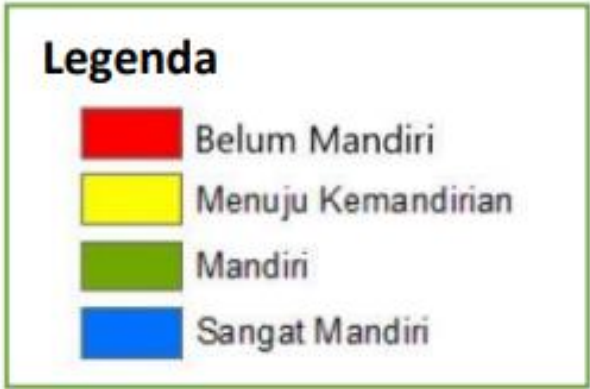 Legenda
Belum Mandiri
Menuju Kemandirian
Mandiri
Sangat Mandiri